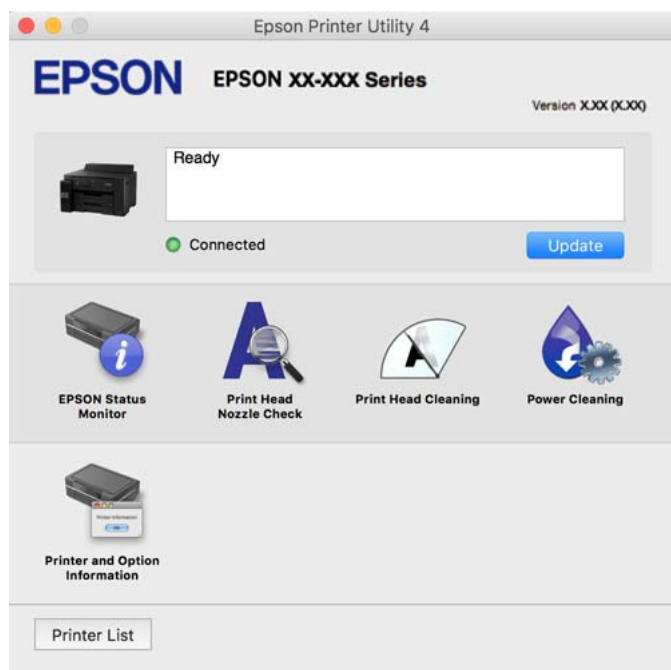 Epson Printer Utility 4
EPSON
EPSON XX-XXX Series
Version X.XX (X.XX)
Ready
Connected
Update
EPSON Status
Monitor
Print Head
Nozzle Check
Print Head Cleaning
Power Cleaning
Printer and Option
Information
Printer List